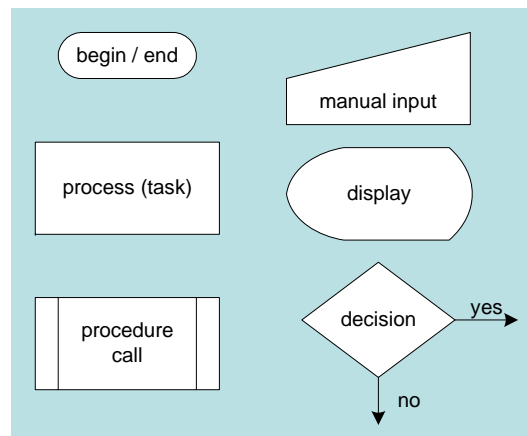 begin / end
manual input
process (task)
display
procedure
call
decision
yes
no